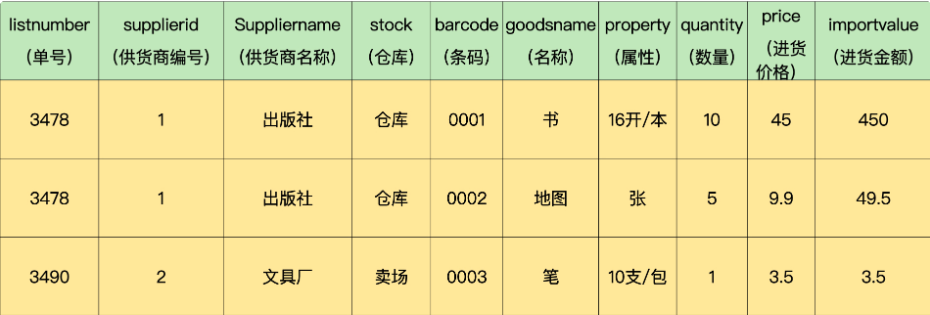 listnumber supplierid Suppliername stock barcode goodsname property quantity price importvalue
（单号） （供货商编号） （供货商名称） （仓库） （条码） （名称） （属性） （数量） （进货价格） （进货金额）
3478 1 出版社 仓库 0001 书 16开/本 10 45 450
3478 1 出版社 仓库 0002 地图 张 5 9.9 49.5
3490 2 文具厂 卖场 0003 笔 10支/包 1 3.5 3.5